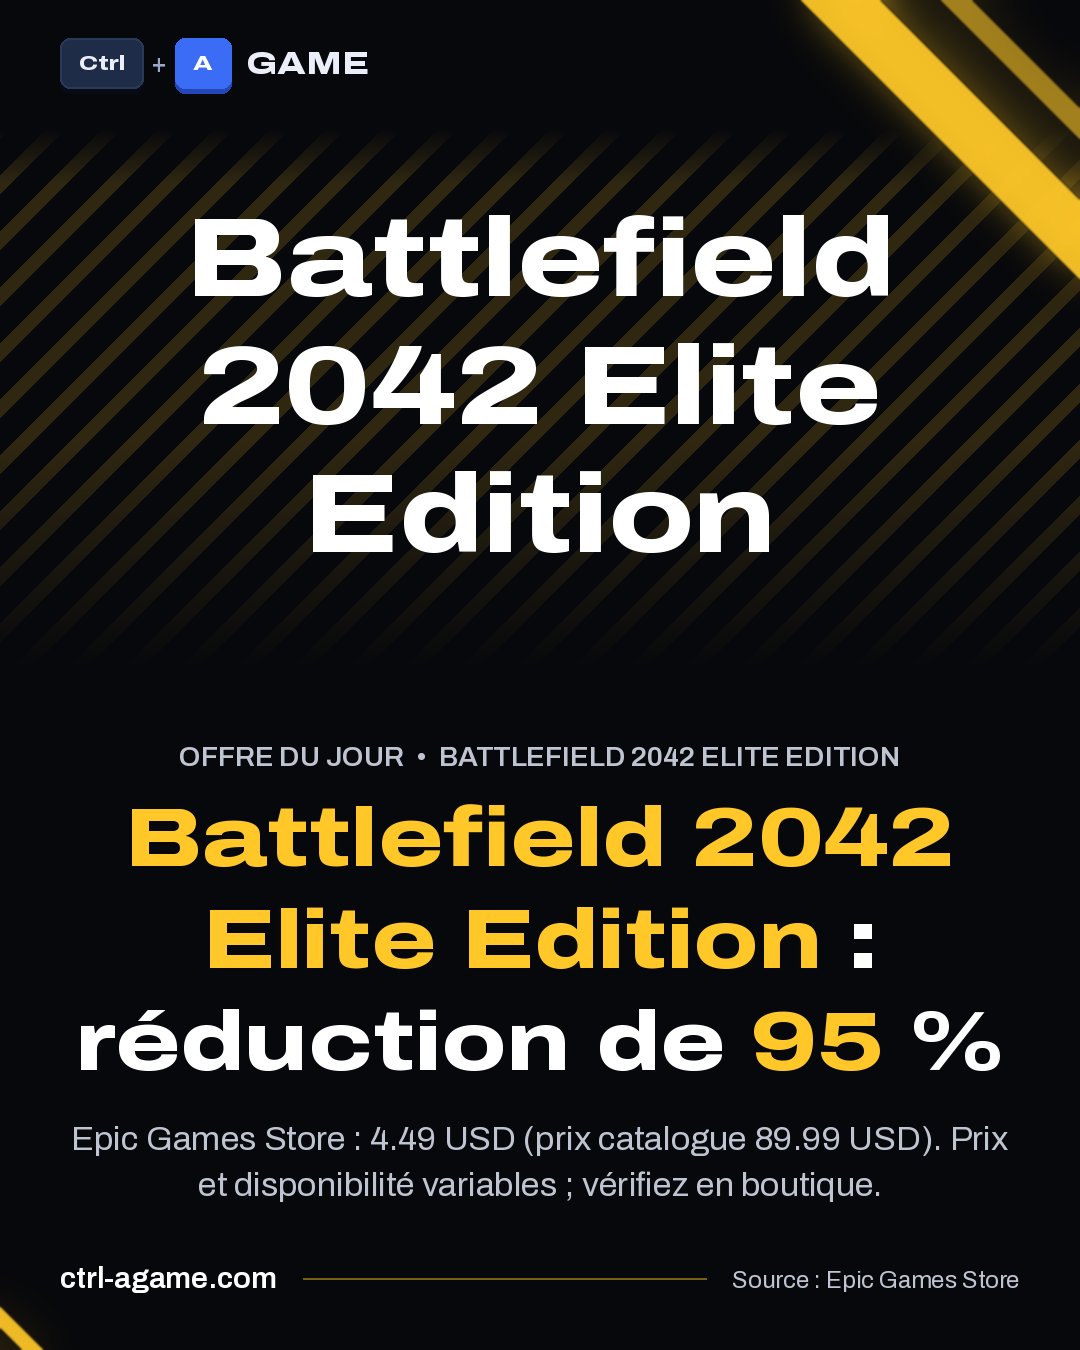 Ctrl + A GAME
Battlefield
2042 Elite
Edition
OFFRE DU JOUR • BATTLEFIELD 2042 ELITE EDITION
Battlefield 2042
Elite Edition :
réduction de 95 %
Epic Games Store : 4.49 USD (prix catalogue 89.99 USD). Prix
et disponibilité variables ; vérifiez en boutique.
ctrl-agame.com
Source : Epic Games Store